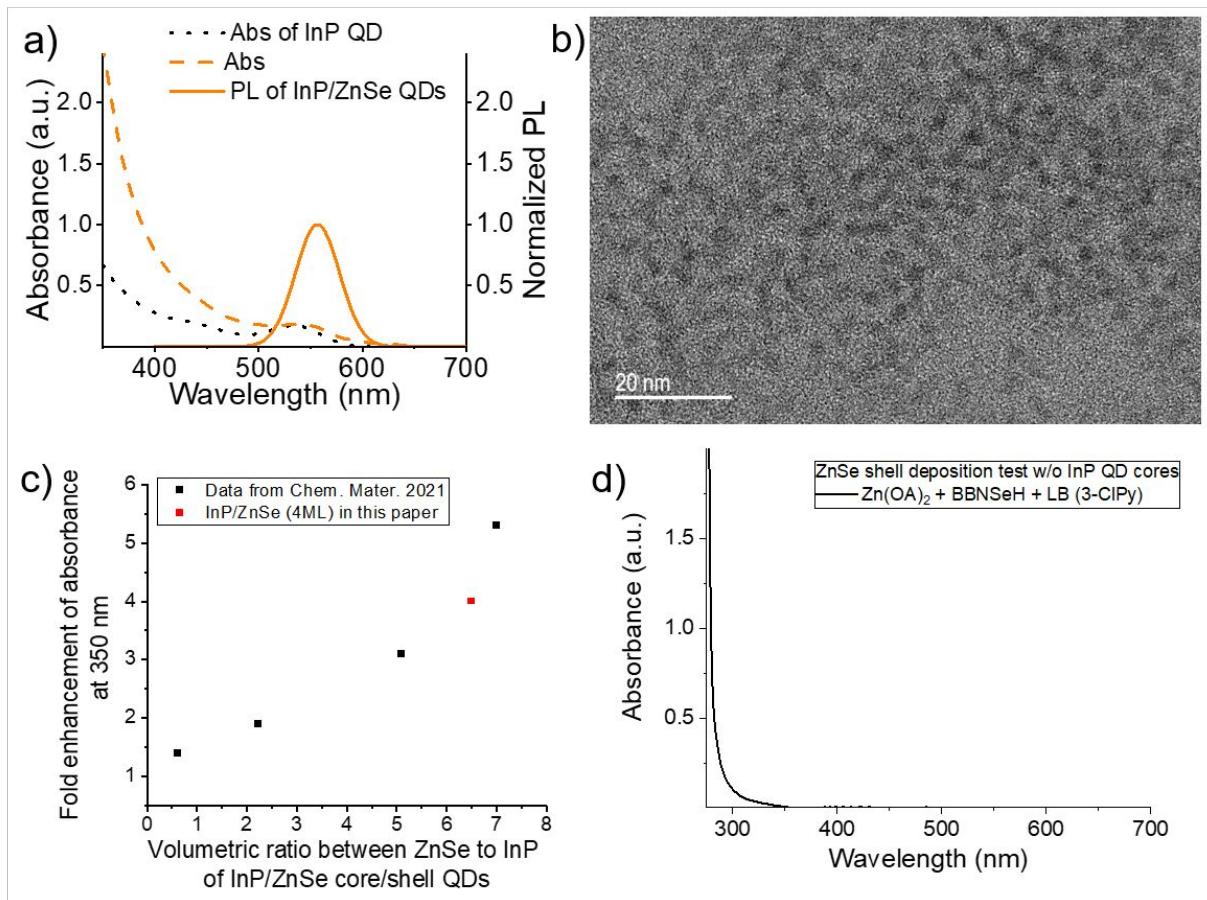 a)
Abs of InP QD
Abs
PL of InP/ZnSe QDs
Absorbance (a.u.)
2.0
1.5
1.0
0.5
2.0
1.5
1.0
0.5
Normalized PL
400
500
600
700
Wavelength (nm)
b)
20 nm
c)
Data from Chem. Mater. 2021
InP/ZnSe (4ML) in this paper
Fold enhancement of absorbance
at 350 nm
6
5
4
3
2
1
0
1
2
3
4
5
6
7
8
Volumetric ratio between ZnSe to InP
of InP/ZnSe core/shell QDs
d)
ZnSe shell deposition test w/o InP QD cores
Zn(OA)₂ + BBNSeH + LB (3-ClPy)
Absorbance (a.u.)
1.5
1.0
0.5
300
400
500
600
700
Wavelength (nm)